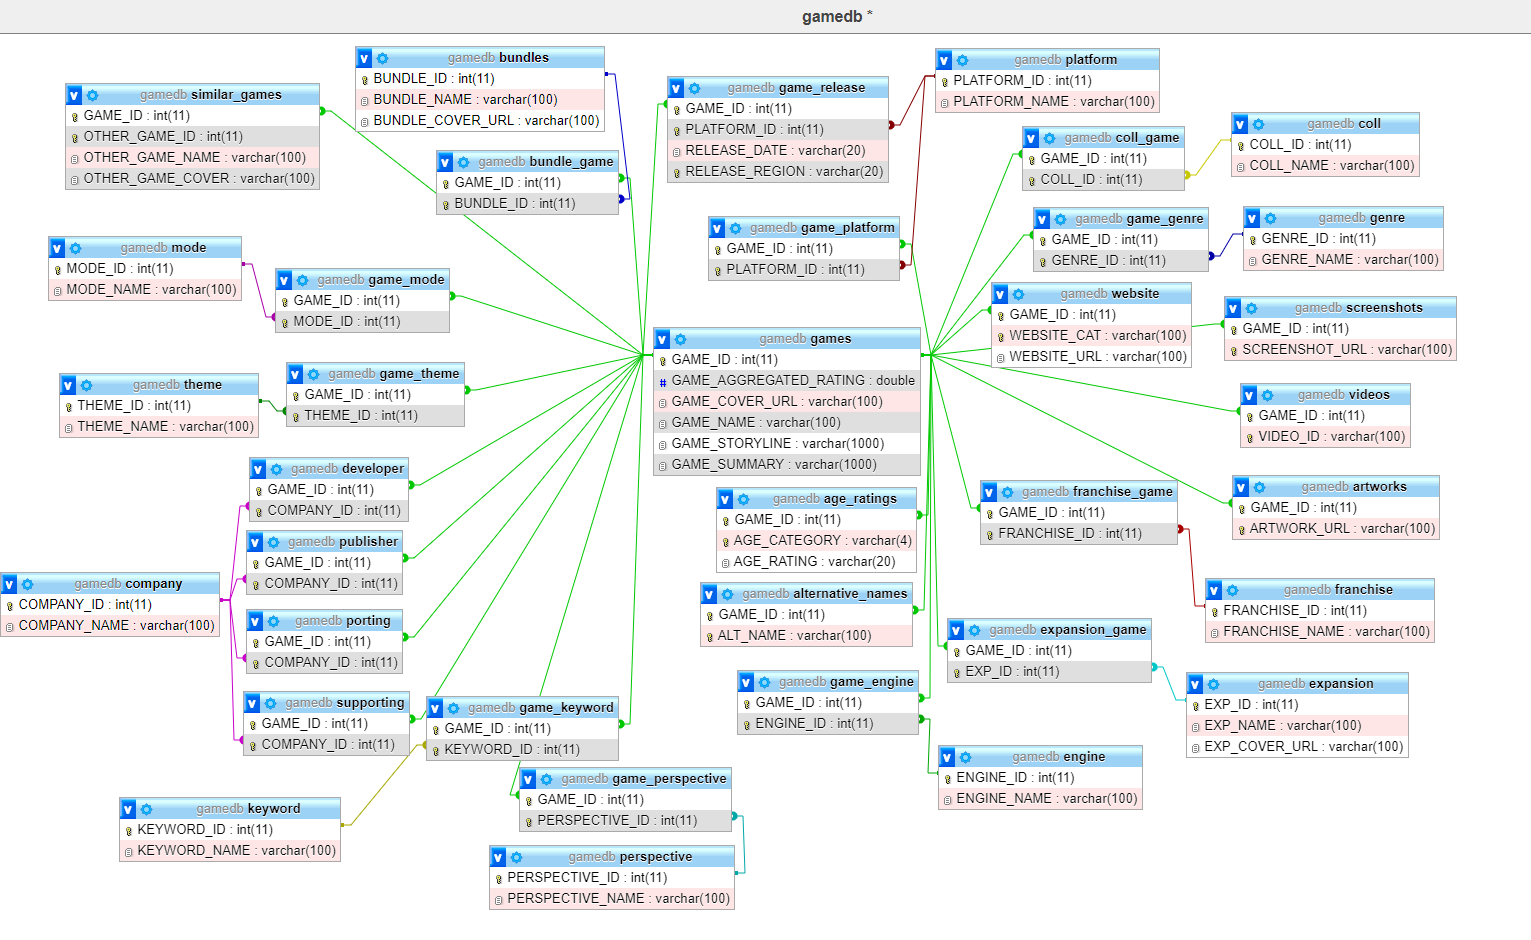 gamedb *
gamedb bundles
BUNDLE_ID : int(11)
BUNDLE_NAME : varchar(100)
BUNDLE_COVER_URL : varchar(100)
gamedb similar_games
GAME_ID : int(11)
OTHER_GAME_ID : int(11)
OTHER_GAME_NAME : varchar(100)
OTHER_GAME_COVER : varchar(100)
gamedb bundle_game
GAME_ID : int(11)
BUNDLE_ID : int(11)
gamedb game_release
GAME_ID : int(11)
PLATFORM_ID : int(11)
RELEASE_DATE : varchar(20)
RELEASE_REGION : varchar(20)
gamedb platform
PLATFORM_ID : int(11)
PLATFORM_NAME : varchar(100)
gamedb coll_game
GAME_ID : int(11)
COLL_ID : int(11)
gamedb coll
COLL_ID : int(11)
COLL_NAME : varchar(100)
gamedb game_platform
GAME_ID : int(11)
PLATFORM_ID : int(11)
gamedb game_genre
GAME_ID : int(11)
GENRE_ID : int(11)
gamedb genre
GENRE_ID : int(11)
GENRE_NAME : varchar(100)
gamedb mode
MODE_ID : int(11)
MODE_NAME : varchar(100)
gamedb game_mode
GAME_ID : int(11)
MODE_ID : int(11)
gamedb website
GAME_ID : int(11)
WEBSITE_CAT : varchar(100)
WEBSITE_URL : varchar(100)
gamedb screenshots
GAME_ID : int(11)
SCREENSHOT_URL : varchar(100)
gamedb games
GAME_ID : int(11)
GAME_AGGREGATED_RATING : double
GAME_COVER_URL : varchar(100)
GAME_NAME : varchar(100)
GAME_STORYLINE : varchar(1000)
GAME_SUMMARY : varchar(1000)
gamedb theme
THEME_ID : int(11)
THEME_NAME : varchar(100)
gamedb game_theme
GAME_ID : int(11)
THEME_ID : int(11)
gamedb videos
GAME_ID : int(11)
VIDEO_ID : varchar(100)
gamedb developer
GAME_ID : int(11)
COMPANY_ID : int(11)
gamedb age_ratings
GAME_ID : int(11)
AGE_CATEGORY : varchar(4)
AGE_RATING : varchar(20)
gamedb franchise_game
GAME_ID : int(11)
FRANCHISE_ID : int(11)
gamedb artworks
GAME_ID : int(11)
ARTWORK_URL : varchar(100)
gamedb publisher
GAME_ID : int(11)
COMPANY_ID : int(11)
gamedb company
COMPANY_ID : int(11)
COMPANY_NAME : varchar(100)
gamedb porting
GAME_ID : int(11)
COMPANY_ID : int(11)
gamedb alternative_names
GAME_ID : int(11)
ALT_NAME : varchar(100)
gamedb franchise
FRANCHISE_ID : int(11)
FRANCHISE_NAME : varchar(100)
gamedb expansion_game
GAME_ID : int(11)
EXP_ID : int(11)
gamedb supporting
GAME_ID : int(11)
COMPANY_ID : int(11)
gamedb game_keyword
GAME_ID : int(11)
KEYWORD_ID : int(11)
gamedb game_engine
GAME_ID : int(11)
ENGINE_ID : int(11)
gamedb expansion
EXP_ID : int(11)
EXP_NAME : varchar(100)
EXP_COVER_URL : varchar(100)
gamedb engine
ENGINE_ID : int(11)
ENGINE_NAME : varchar(100)
gamedb keyword
KEYWORD_ID : int(11)
KEYWORD_NAME : varchar(100)
gamedb game_perspective
GAME_ID : int(11)
PERSPECTIVE_ID : int(11)
gamedb perspective
PERSPECTIVE_ID : int(11)
PERSPECTIVE_NAME : varchar(100)